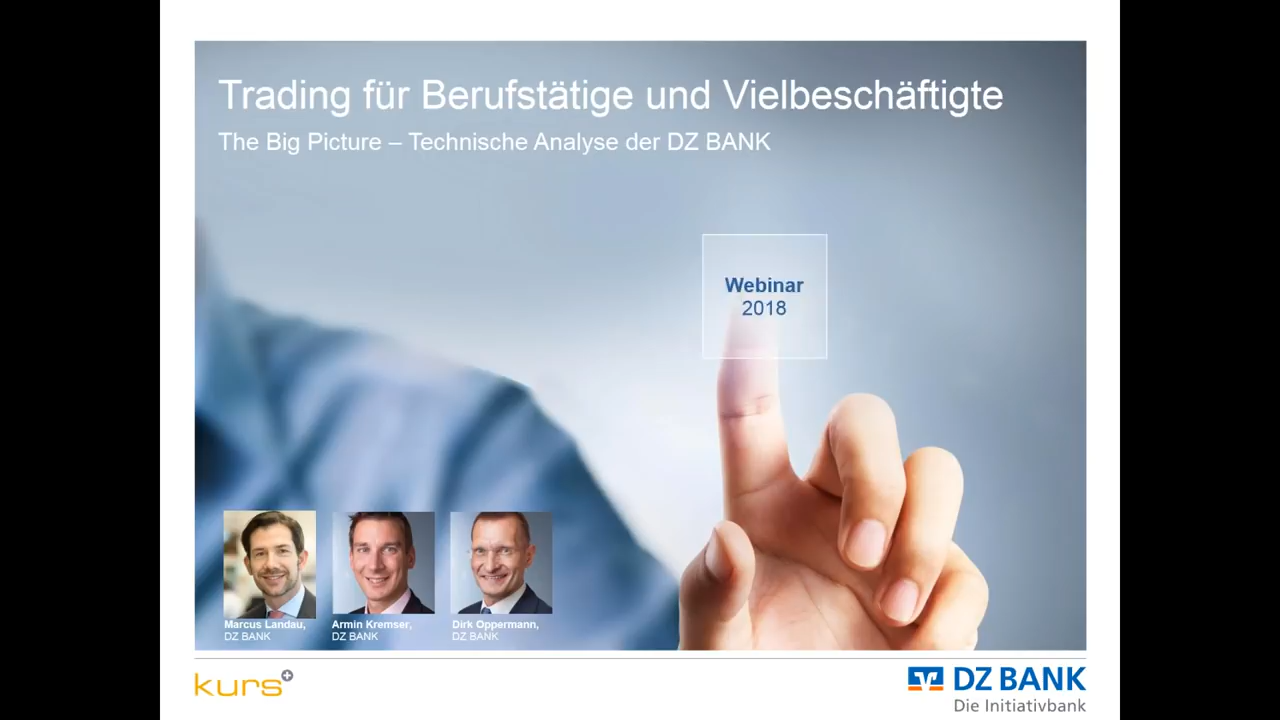 Trading für Berufstätige und Vielbeschäftigte
The Big Picture – Technische Analyse der DZ BANK
Webinar
2018
Marcus Landau,
DZ BANK
Armin Kremser,
DZ BANK
Dirk Oppermann,
DZ BANK
kurs+
DZ BANK
Die Initiativbank